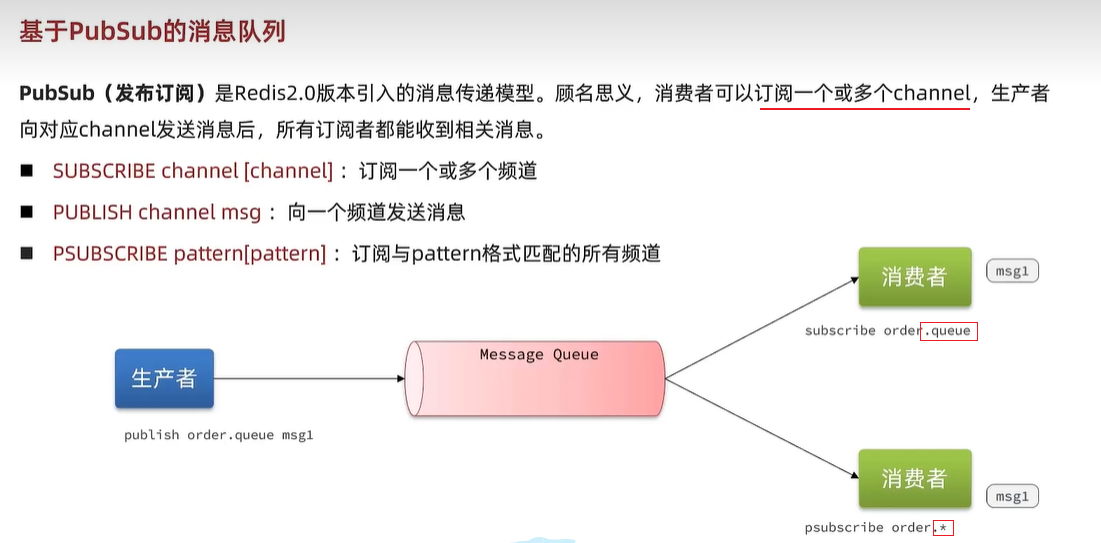 基于PubSub的消息队列
PubSub（发布订阅）是Redis2.0版本引入的消息传递模型。顾名思义，消费者可以订阅一个或多个channel，生产者
向对应channel发送消息后，所有订阅者都能收到相关消息。
SUBSCRIBE channel [channel] ：订阅一个或多个频道
PUBLISH channel msg ：向一个频道发送消息
PSUBSCRIBE pattern[pattern] ：订阅与pattern格式匹配的所有频道
消费者
msg1
subscribe order.queue
Message Queue
生产者
publish order.queue msg1
消费者
msg1
psubscribe order.*